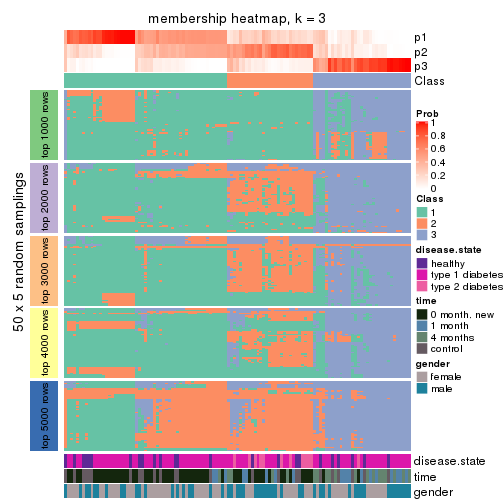 membership heatmap, k = 3
p1
p2
p3
Class
50 x 5 random samplings
top 1000 rows
top 2000 rows
top 3000 rows
top 4000 rows
top 5000 rows
Prob
1
0.8
0.6
0.4
0.2
0
Class
1
2
3
disease.state
healthy
type 1 diabetes
type 2 diabetes
time
0 month. new
1 month
4 months
control
gender
female
male
disease.state
time
gender